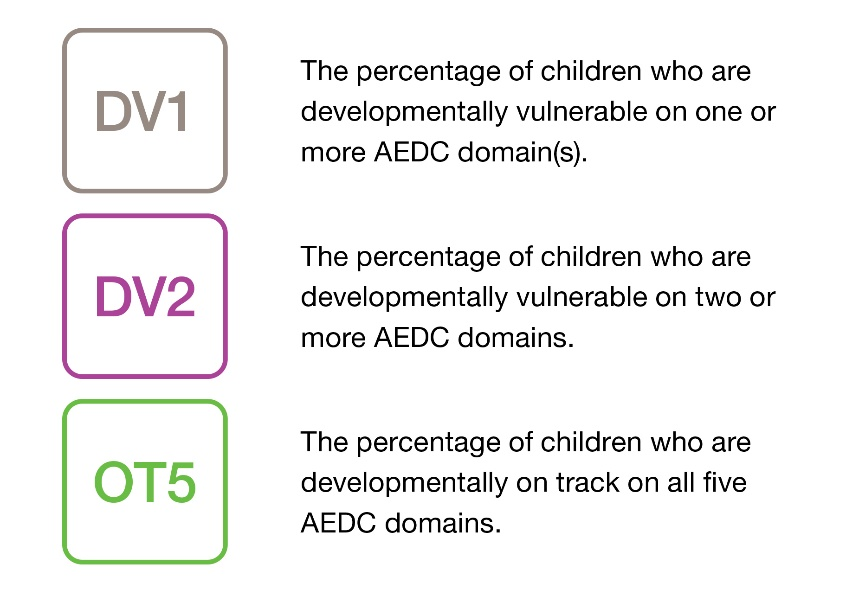 DV1
The percentage of children who are
developmentally vulnerable on one or
more AEDC domain(s).
DV2
The percentage of children who are
developmentally vulnerable on two or
more AEDC domains.
OT5
The percentage of children who are
developmentally on track on all five
AEDC domains.